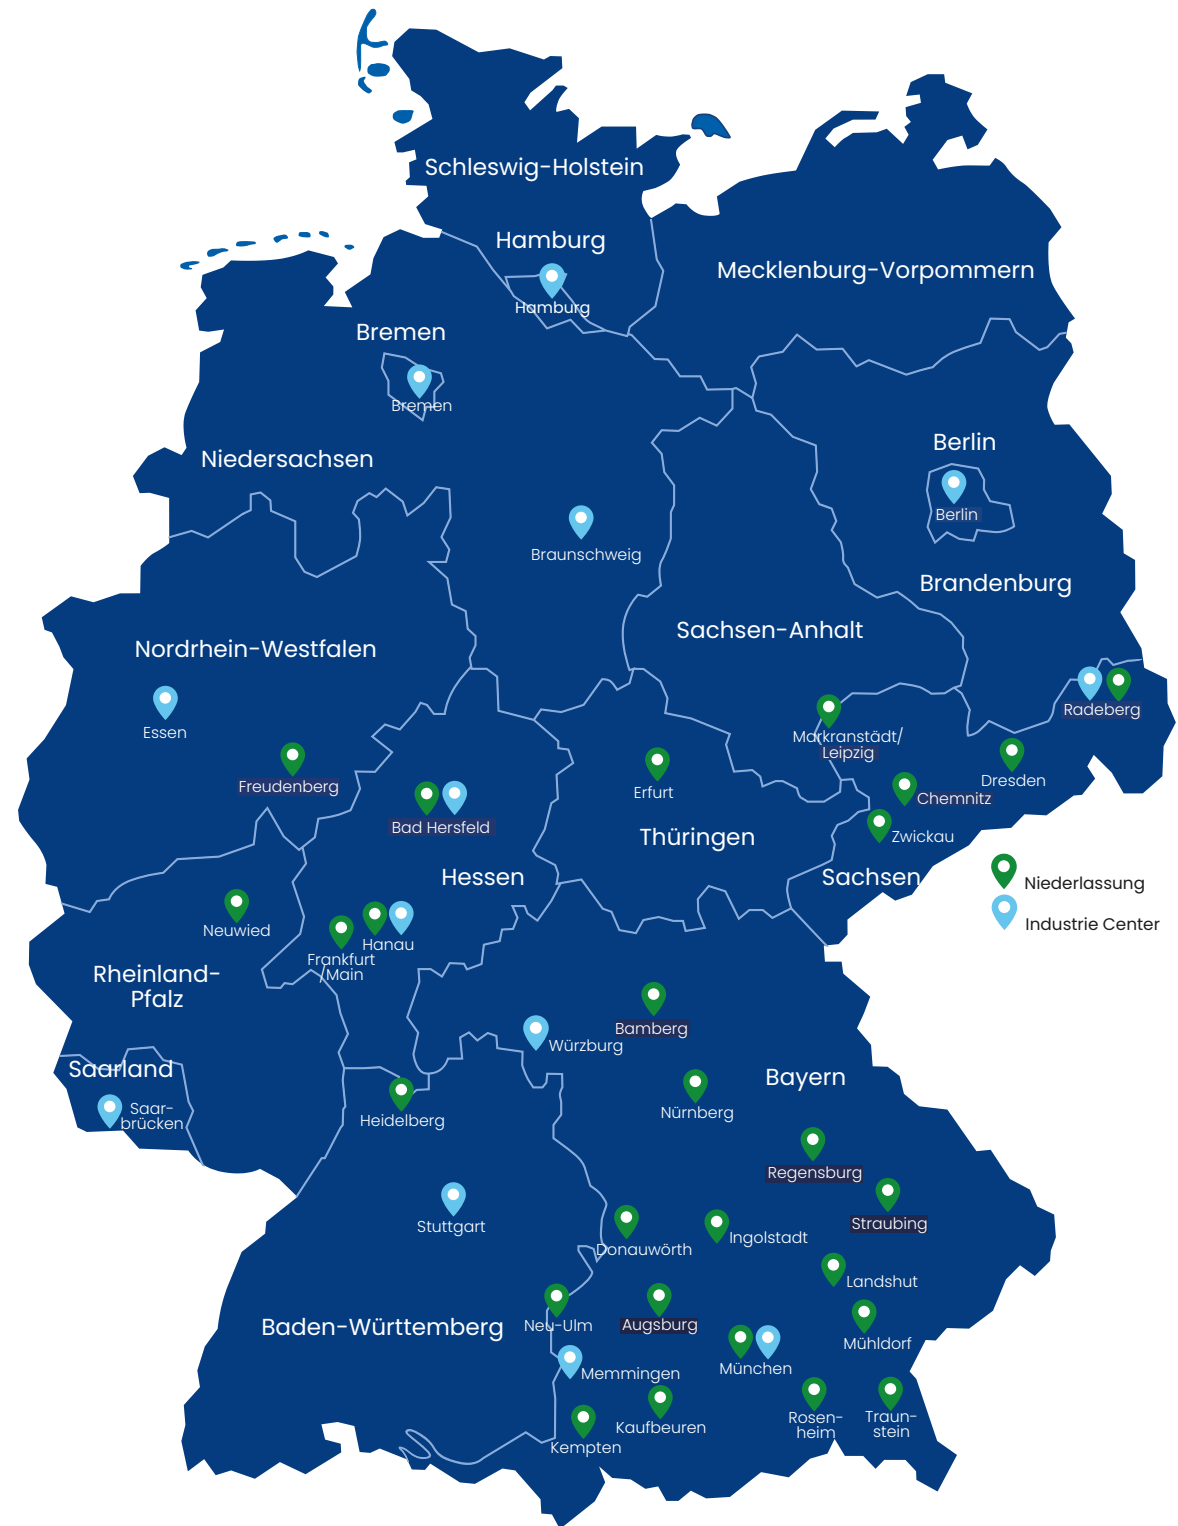 Schleswig-Holstein
Hamburg
Mecklenburg-Vorpommern
Hamburg
Bremen
Bremen
Berlin
Niedersachsen
Berlin
Braunschweig
Brandenburg
Sachsen-Anhalt
Nordrhein-Westfalen
Radeberg
Essen
Markranstädt/
Leipzig
Freudenberg
Erfurt
Dresden
Chemnitz
Bad Hersfeld
Thüringen
Zwickau
Hessen
Sachsen
Niederlassung
Industrie Center
Neuwied
Hanau
Frankfurt
/Main
Rheinland-
Pfalz
Bamberg
Würzburg
Saarland
Bayern
Saar-
brücken
Heidelberg
Nürnberg
Regensburg
Stuttgart
Straubing
Donauwörth
Ingolstadt
Landshut
Baden-Württemberg
Neu-Ulm
Augsburg
Mühldorf
München
Memmingen
Kaufbeuren
Rosen-
heim
Traun-
stein
Kempten